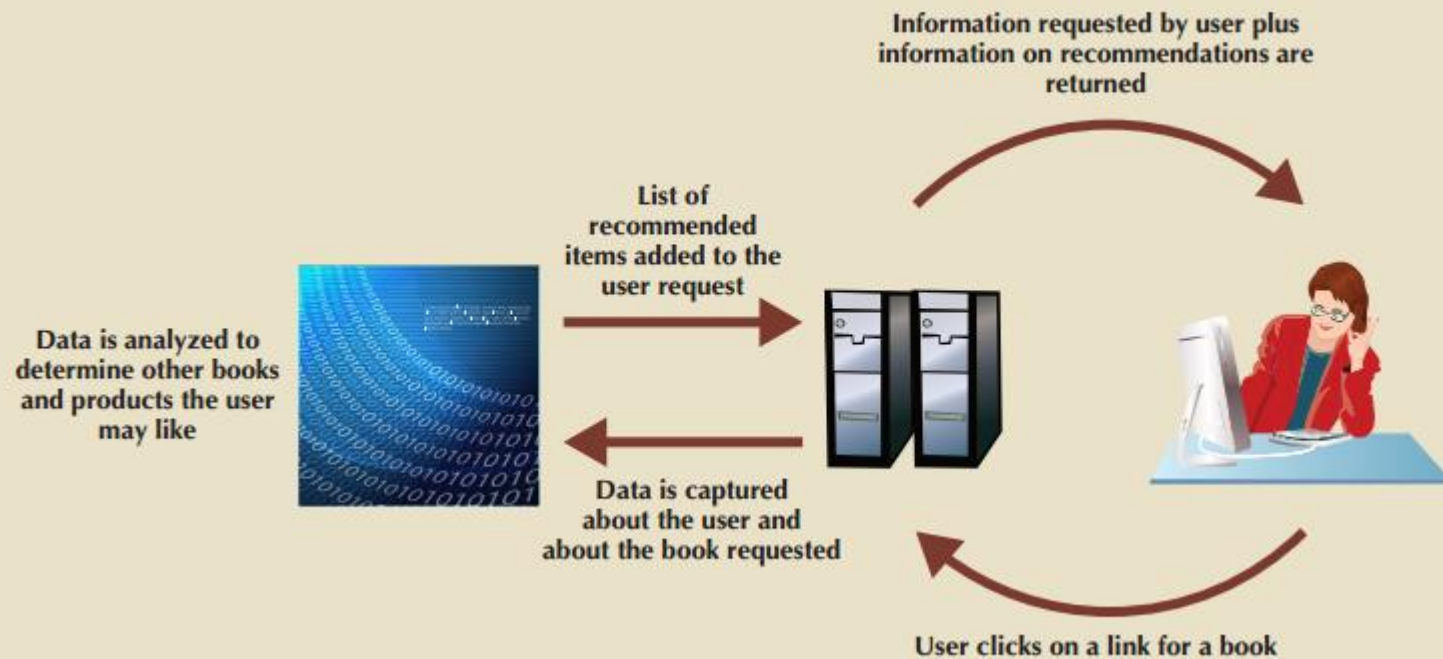 Information requested by user plus
information on recommendations are
returned
List of
recommended
items added to the
user request
Data is analyzed to
determine other books
and products the user
may like
Data is captured
about the user and
about the book requested
User clicks on a link for a book